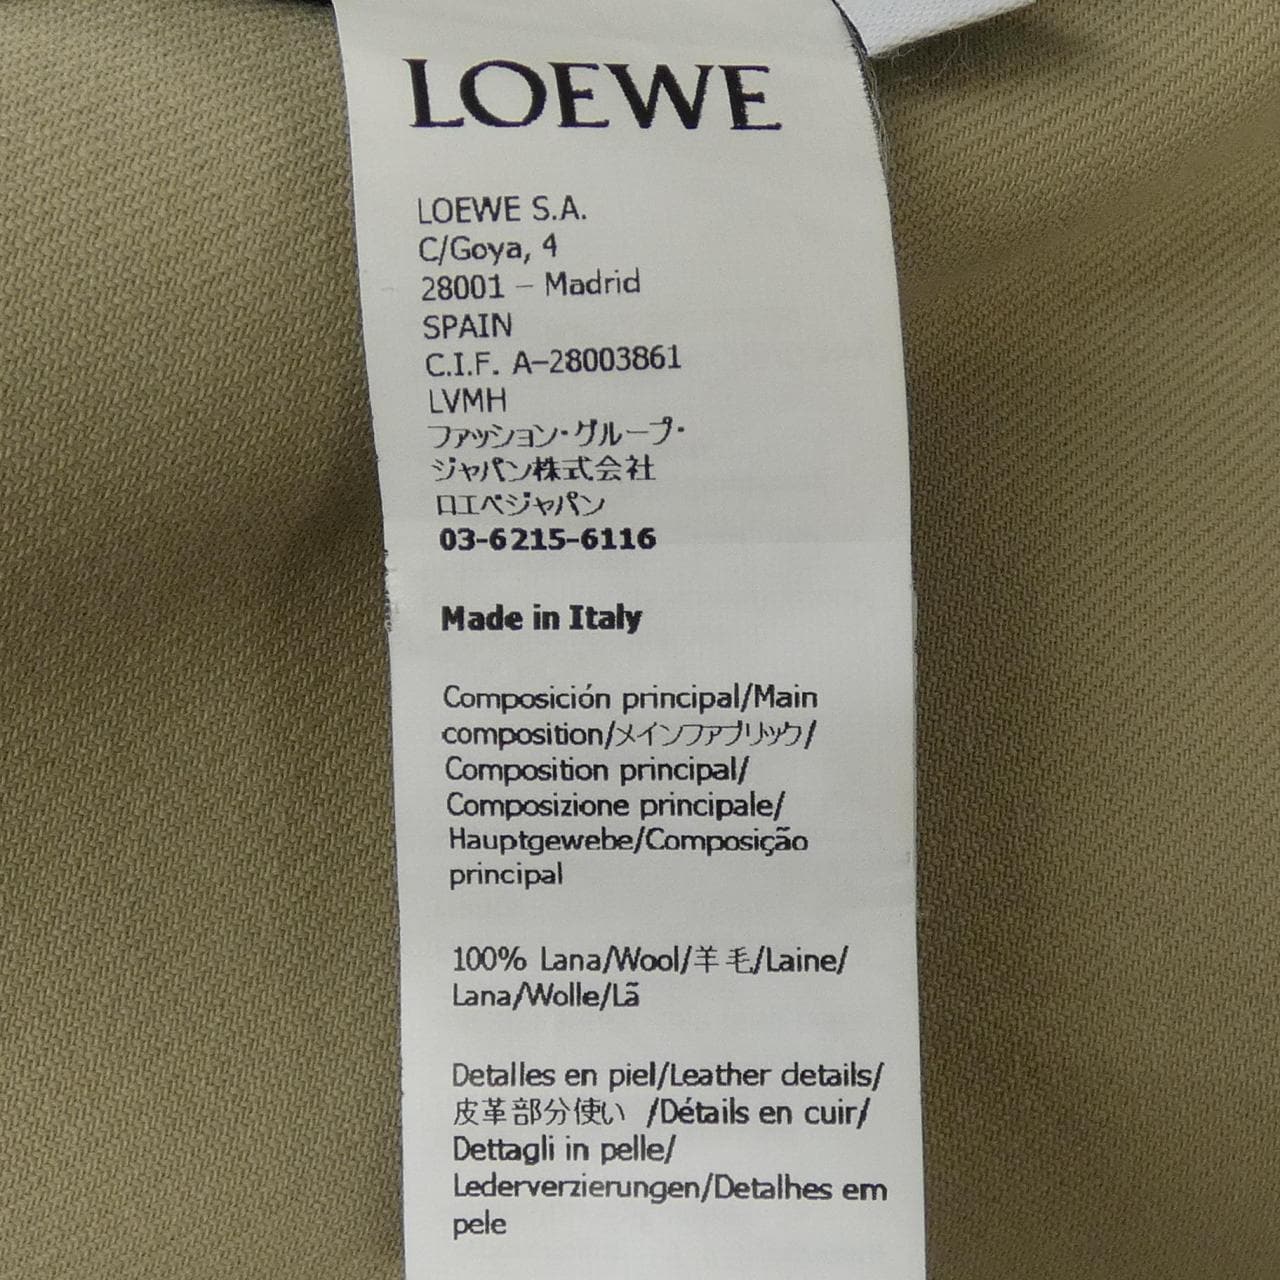 LOEWE
LOEWE S.A.
C/Goya, 4
28001 – Madrid
SPAIN
C.I.F. A-28003861
LVMH
ファッション・グループ・
ジャパン株式会社
ロエベジャパン
03-6215-6116
Made in Italy
Composición principal/Main
composition/メインファブリック/
Composition principal/
Composizione principale/
Hauptgewebe/Composição
principal
100% Lana/Wool/羊毛/Laine/
Lana/Wolle/Lã
Detalles en piel/Leather details/
皮革部分使い /Détails en cuir/
Dettagli in pelle/
Lederverzierungen/Detalhes em
pele